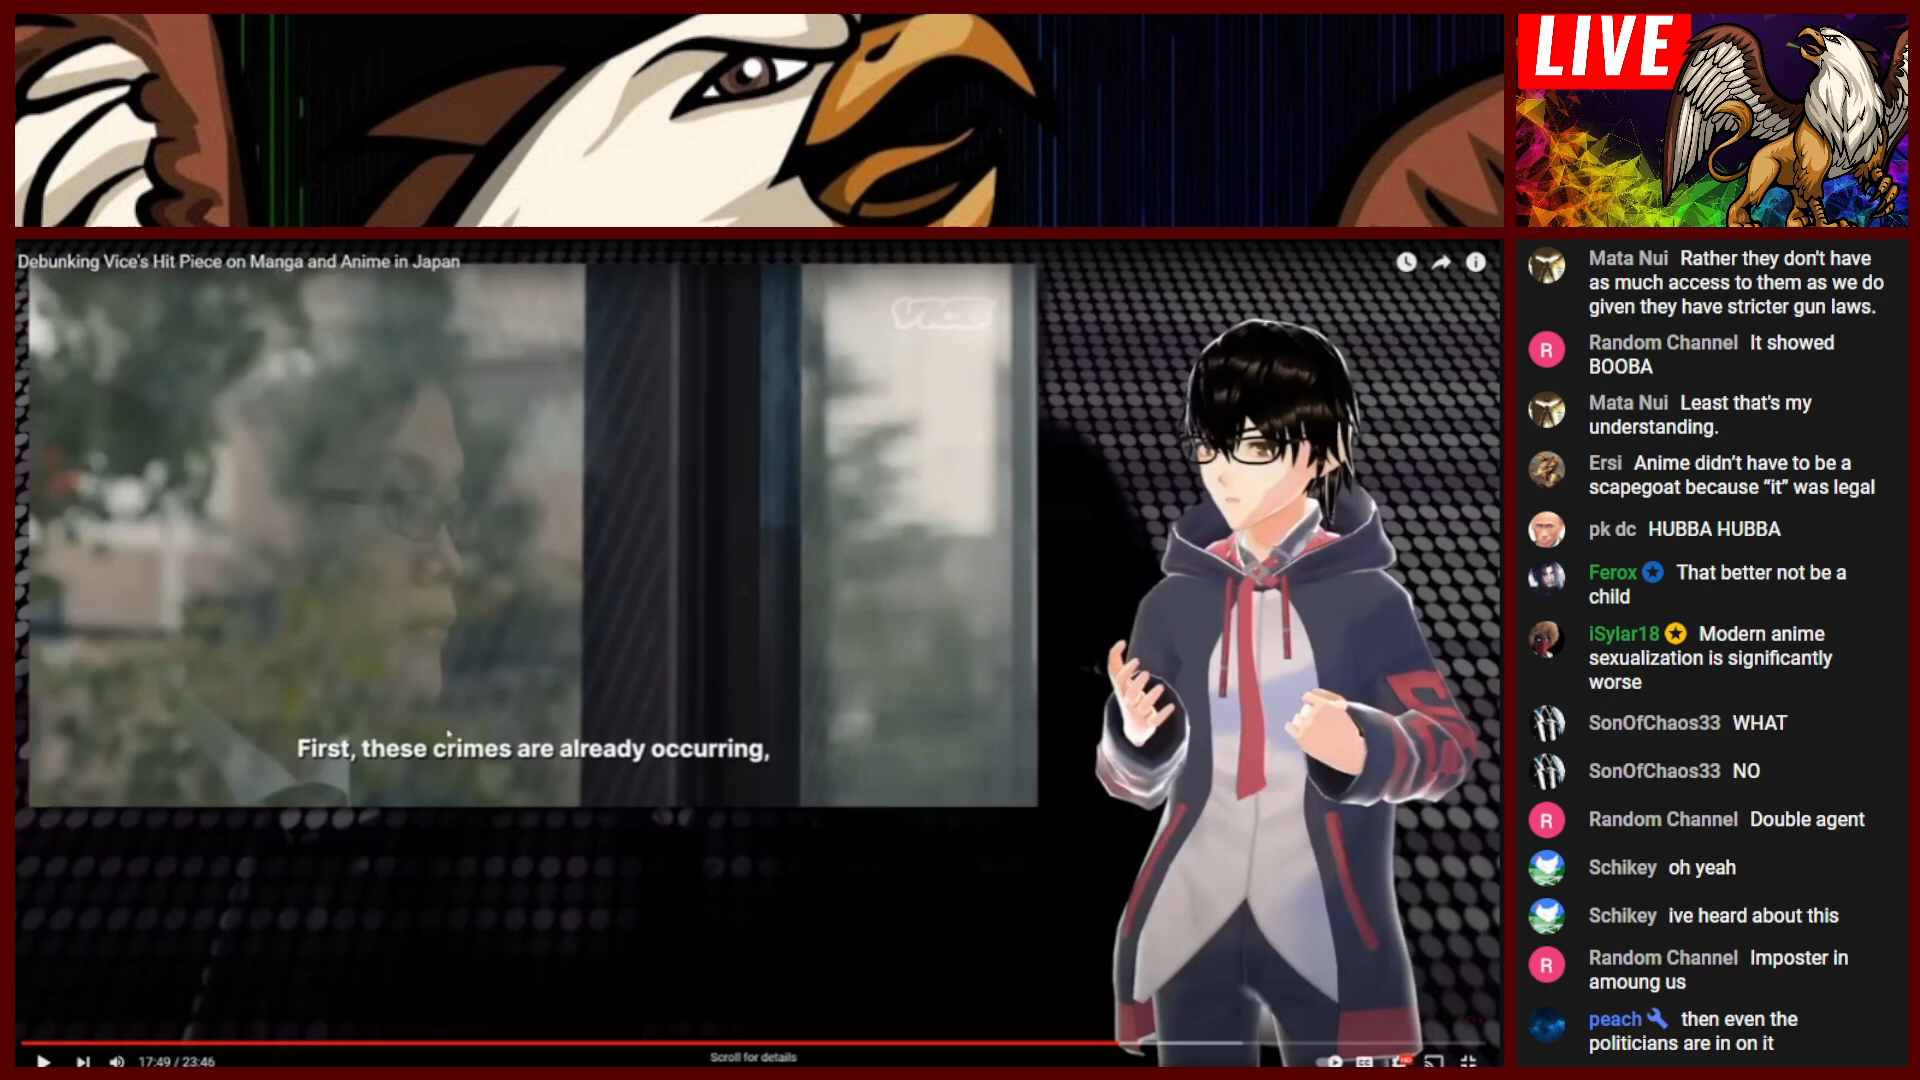 LIVE
Debunking Vice's Hit Piece on Manga and Anime in Japan
VICE
First, these crimes are already occurring,
17:49 / 23:46
Scroll for details
CC
HD
Mata Nui Rather they don't have
as much access to them as we do
given they have stricter gun laws.
R
Random Channel It showed
BOOBA
Mata Nui Least that's my
understanding.
Ersi Anime didn’t have to be a
scapegoat because “it” was legal
pk dc HUBBA HUBBA
Ferox That better not be a
child
iSylar18 Modern anime
sexualization is significantly
worse
SonOfChaos33 WHAT
SonOfChaos33 NO
R
Random Channel Double agent
Schikey oh yeah
Schikey ive heard about this
R
Random Channel Imposter in
amoung us
peach then even the
politicians are in on it